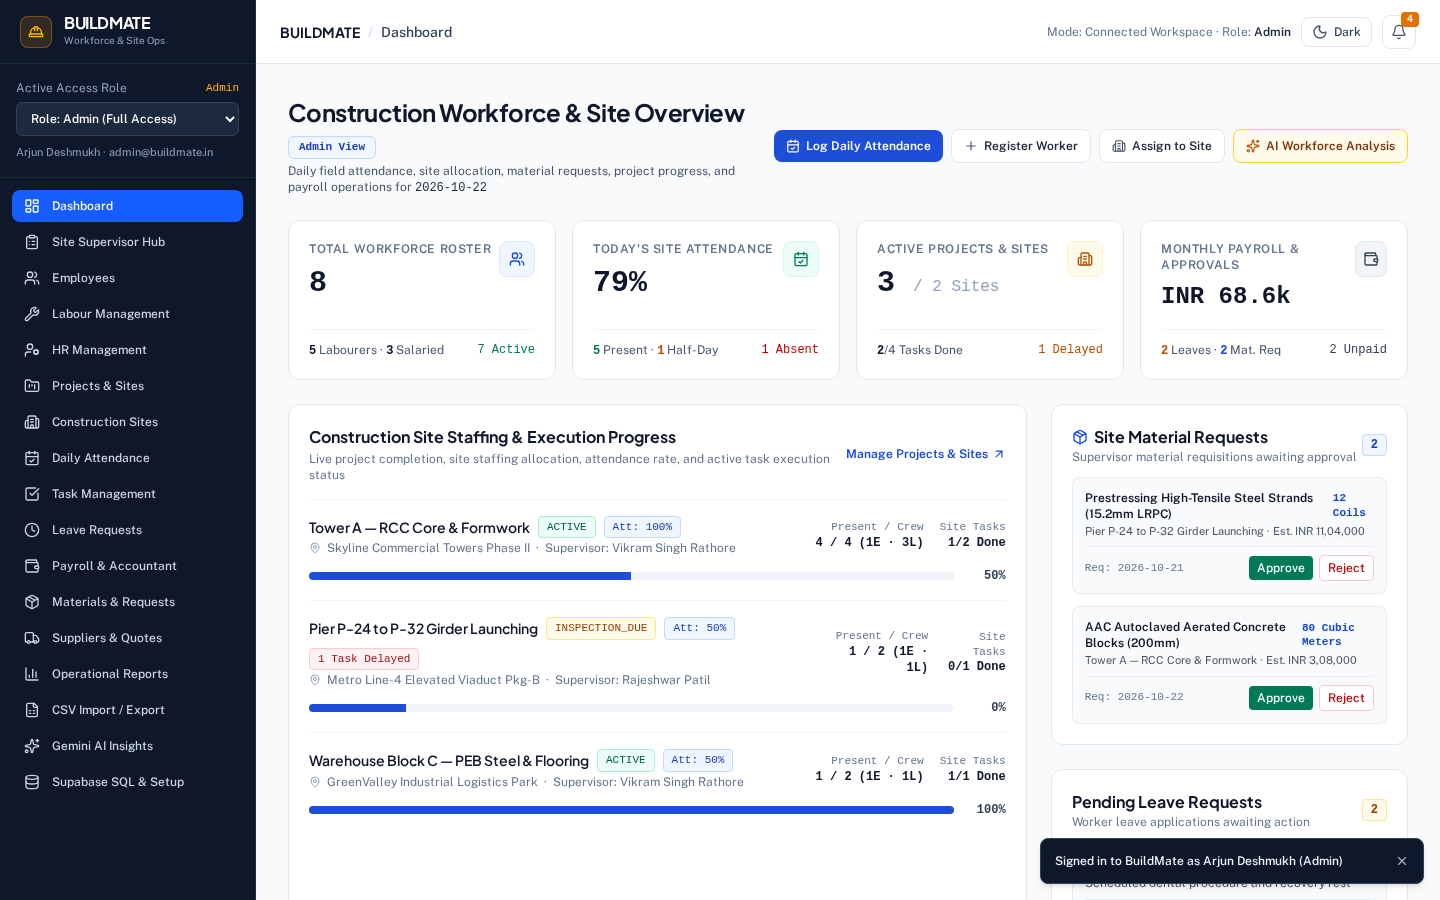 BUILDMATE
Workforce & Site Ops
Active Access Role
Admin
Role: Admin (Full Access)
Arjun Deshmukh · admin@buildmate.in
Dashboard
Site Supervisor Hub
Employees
Labour Management
HR Management
Projects & Sites
Construction Sites
Daily Attendance
Task Management
Leave Requests
Payroll & Accountant
Materials & Requests
Suppliers & Quotes
Operational Reports
CSV Import / Export
Gemini AI Insights
Supabase SQL & Setup
BUILDMATE / Dashboard
Mode: Connected Workspace · Role: Admin
Dark
4
Construction Workforce & Site Overview
Admin View
Daily field attendance, site allocation, material requests, project progress, and
payroll operations for 2026-10-22
Log Daily Attendance
Register Worker
Assign to Site
AI Workforce Analysis
TOTAL WORKFORCE ROSTER
8
5 Labourers · 3 Salaried
7 Active
TODAY'S SITE ATTENDANCE
79%
5 Present · 1 Half-Day
1 Absent
ACTIVE PROJECTS & SITES
3 / 2 Sites
2/4 Tasks Done
1 Delayed
MONTHLY PAYROLL &
APPROVALS
INR 68.6k
2 Leaves · 2 Mat. Req
2 Unpaid
Construction Site Staffing & Execution Progress
Live project completion, site staffing allocation, attendance rate, and active task execution
status
Manage Projects & Sites
Tower A — RCC Core & Formwork
ACTIVE
Att: 100%
Skyline Commercial Towers Phase II · Supervisor: Vikram Singh Rathore
Present / Crew
4 / 4 (1E · 3L)
Site Tasks
1/2 Done
50%
Pier P-24 to P-32 Girder Launching
INSPECTION_DUE
Att: 50%
1 Task Delayed
Metro Line-4 Elevated Viaduct Pkg-B · Supervisor: Rajeshwar Patil
Present / Crew
1 / 2 (1E ·
1L)
Site
Tasks
0/1 Done
0%
Warehouse Block C — PEB Steel & Flooring
ACTIVE
Att: 50%
GreenValley Industrial Logistics Park · Supervisor: Vikram Singh Rathore
Present / Crew
1 / 2 (1E · 1L)
Site Tasks
1/1 Done
100%
Site Material Requests
Supervisor material requisitions awaiting approval
2
Prestressing High-Tensile Steel Strands
(15.2mm LRPC)
12
Coils
Pier P-24 to P-32 Girder Launching · Est. INR 11,04,000
Req: 2026-10-21
Approve
Reject
AAC Autoclaved Aerated Concrete
Blocks (200mm)
80 Cubic
Meters
Tower A — RCC Core & Formwork · Est. INR 3,08,000
Req: 2026-10-22
Approve
Reject
Pending Leave Requests
Worker leave applications awaiting action
2
Signed in to BuildMate as Arjun Deshmukh (Admin)
Scheduled dental procedure and recovery rest